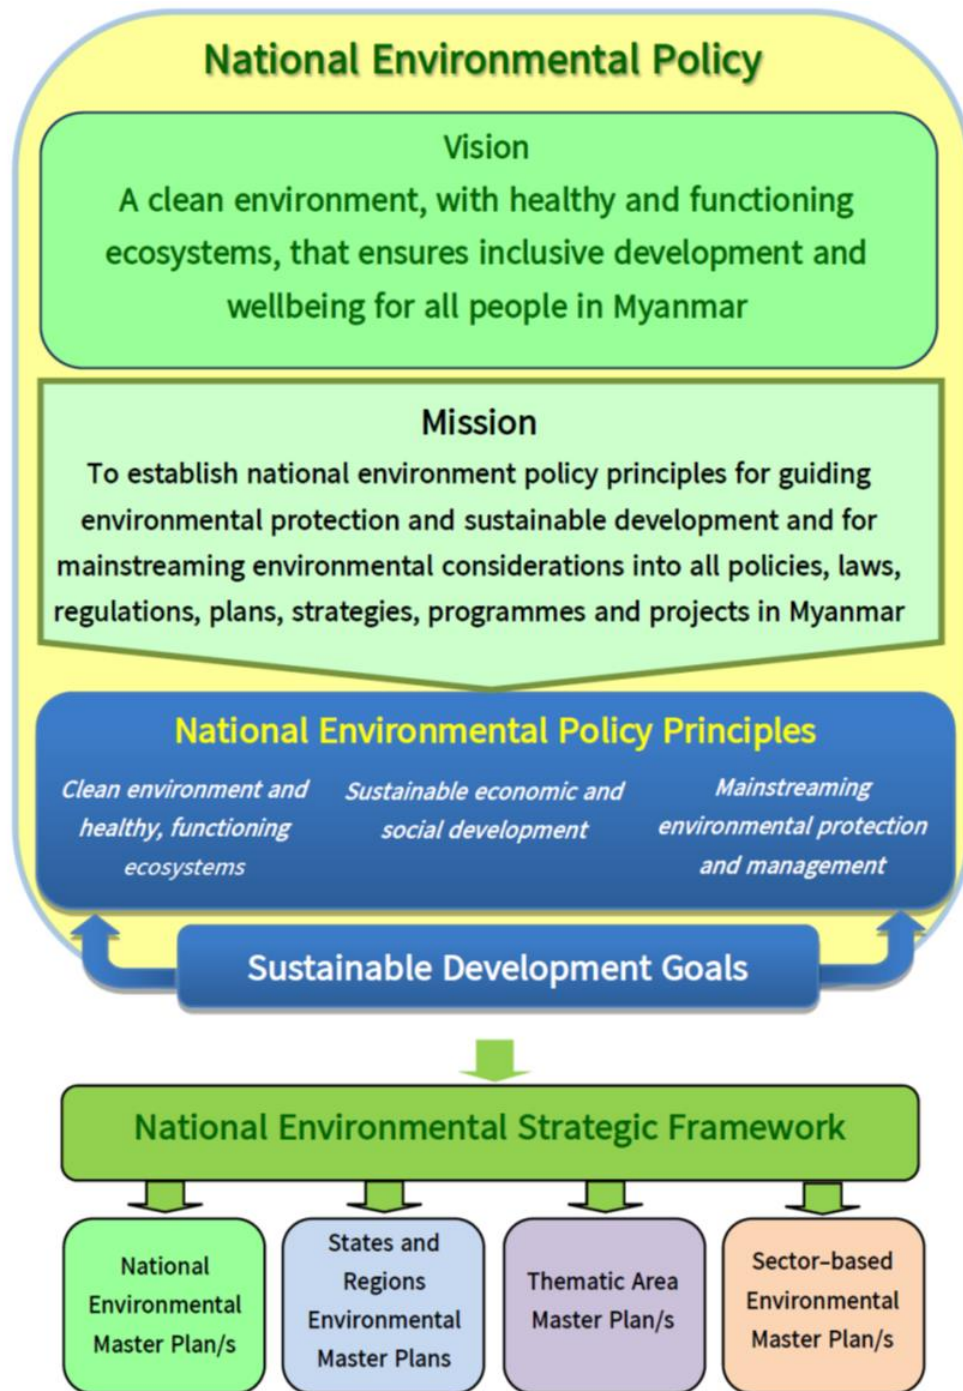 National Environmental Policy
Vision
A clean environment, with healthy and functioning
ecosystems, that ensures inclusive development and
wellbeing for all people in Myanmar
Mission
To establish national environment policy principles for guiding
environmental protection and sustainable development and for
mainstreaming environmental considerations into all policies, laws,
regulations, plans, strategies, programmes and projects in Myanmar
National Environmental Policy Principles
Clean environment and
healthy, functioning
ecosystems
Sustainable economic and
social development
Mainstreaming
environmental protection
and management
Sustainable Development Goals
National Environmental Strategic Framework
National
Environmental
Master Plan/s
States and
Regions
Environmental
Master Plans
Thematic Area
Master Plan/s
Sector-based
Environmental
Master Plan/s